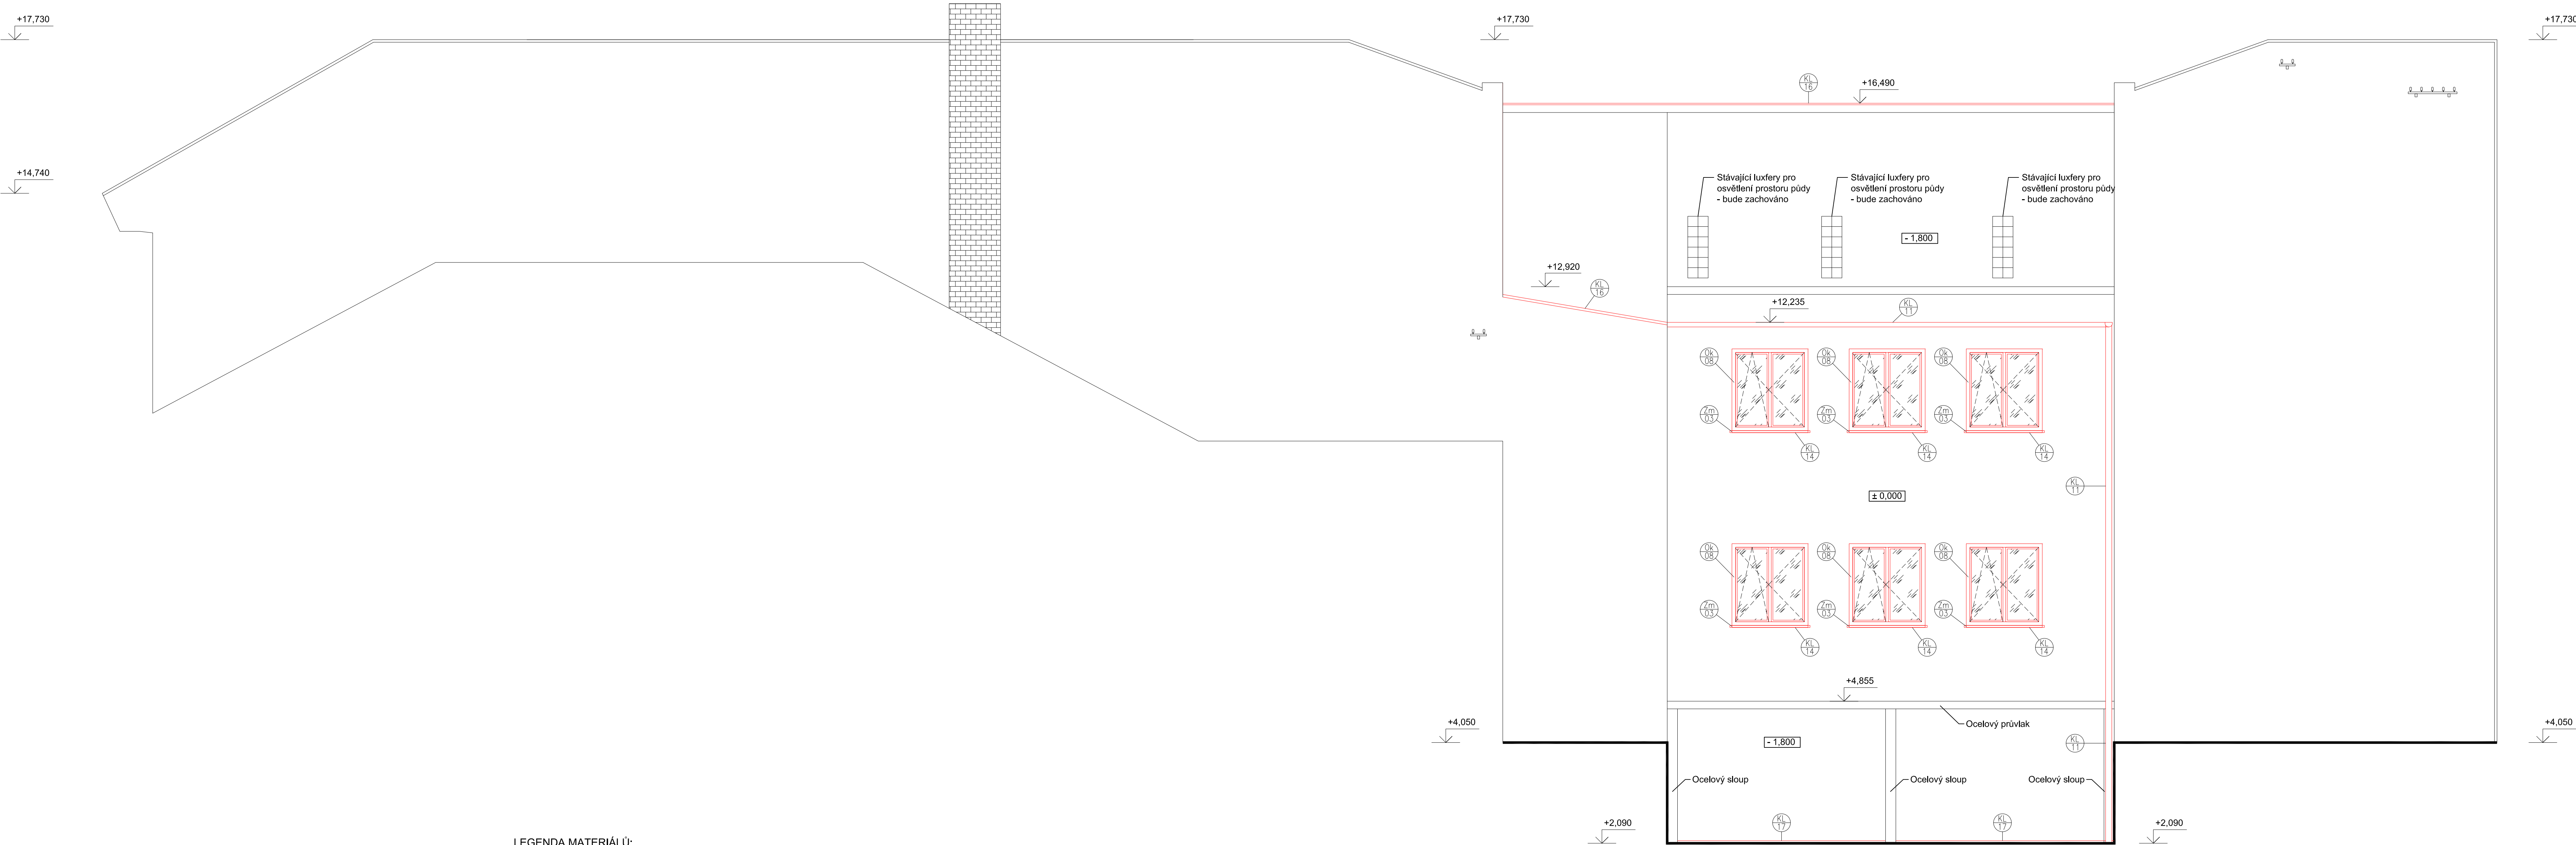 +17,730
+17,730
+17,730
KL
16
+16,490
+14,740
Stávající luxfery pro
osvětlení prostoru půdy
- bude zachováno
Stávající luxfery pro
osvětlení prostoru půdy
- bude zachováno
Stávající luxfery pro
osvětlení prostoru půdy
- bude zachováno
- 1,800
+12,920
KL
16
+12,235
KL
11
Ok
08
Ok
08
Ok
08
Zm
03
Zm
03
Zm
03
KL
14
KL
14
KL
14
KL
11
± 0,000
Ok
08
Ok
08
Ok
08
Zm
03
Zm
03
Zm
03
KL
14
KL
14
KL
14
+4,855
+4,050
Ocelový průvlak
+4,050
- 1,800
KL
11
Ocelový sloup
Ocelový sloup
Ocelový sloup
+2,090
KL
17
KL
17
+2,090
LEGENDA MATERIÁLŮ: